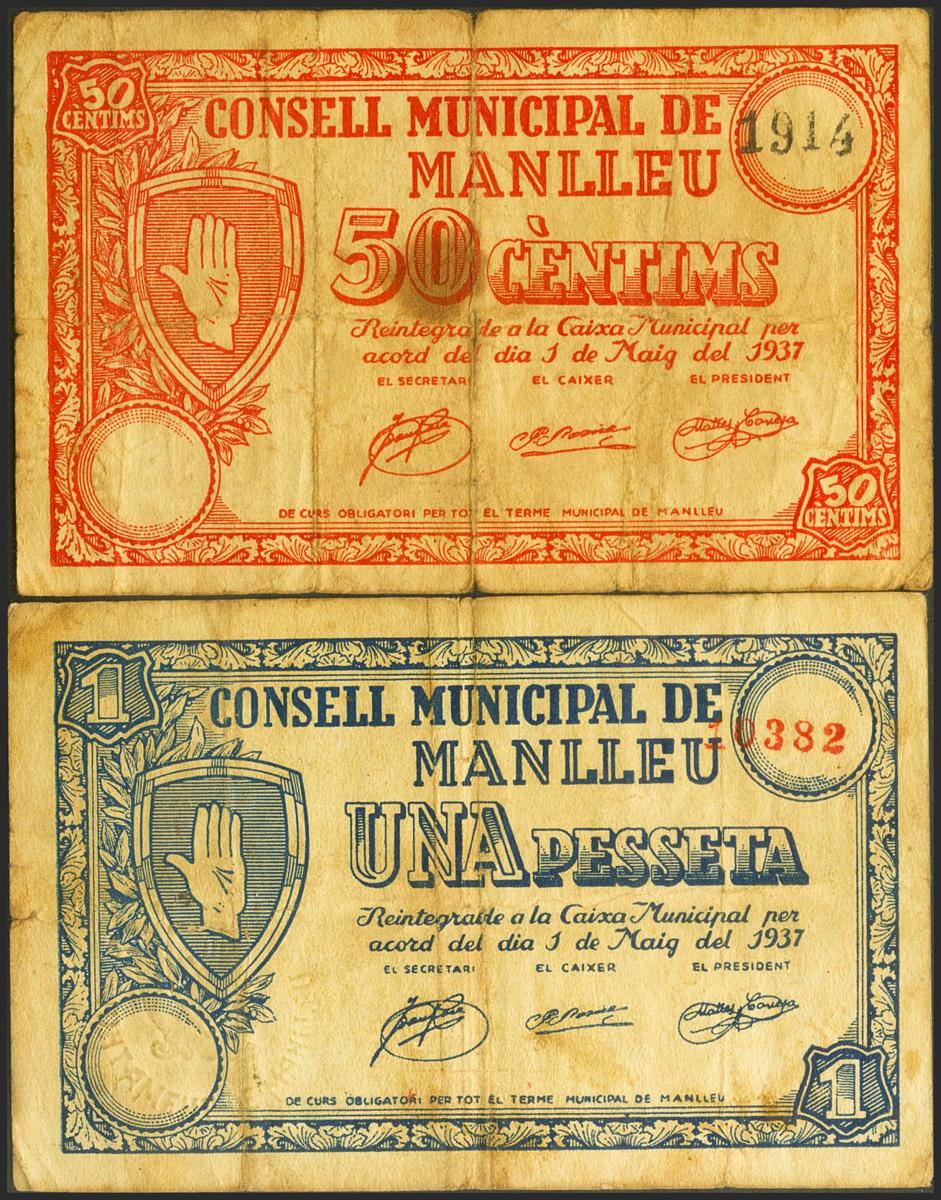 50
CENTIMS
CONSELL MUNICIPAL DE
MANLLEU
1914
50 CÈNTIMS
Reintegrable a la Caixa Municipal per
acord del dia 1 de Maig del 1937
EL SECRETARI EL CAIXER EL PRESIDENT
DE CURS OBLIGATORI PER TOT EL TERME MUNICIPAL DE MANLLEU
50
CENTIMS
1
CONSELL MUNICIPAL DE
MANLLEU
10382
UNA PESSETA
Reintegrable a la Caixa Municipal per
acord del dia 1 de Maig del 1937
EL SECRETARI EL CAIXER EL PRESIDENT
DE CURS OBLIGATORI PER TOT EL TERME MUNICIPAL DE MANLLEU
1